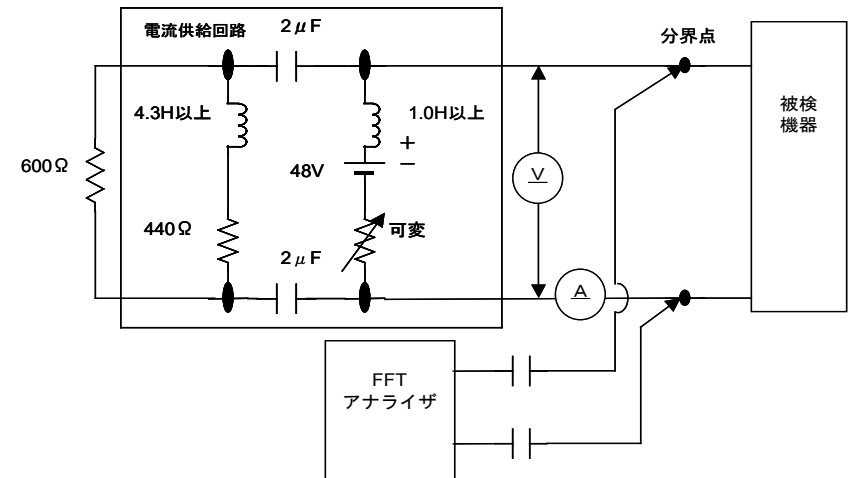 電流供給回路
2μF
分界点
4.3H以上
1.0H以上
被検
機器
+
−
600Ω
48V
V
440Ω
可変
2μF
A
FFT
アナライザ